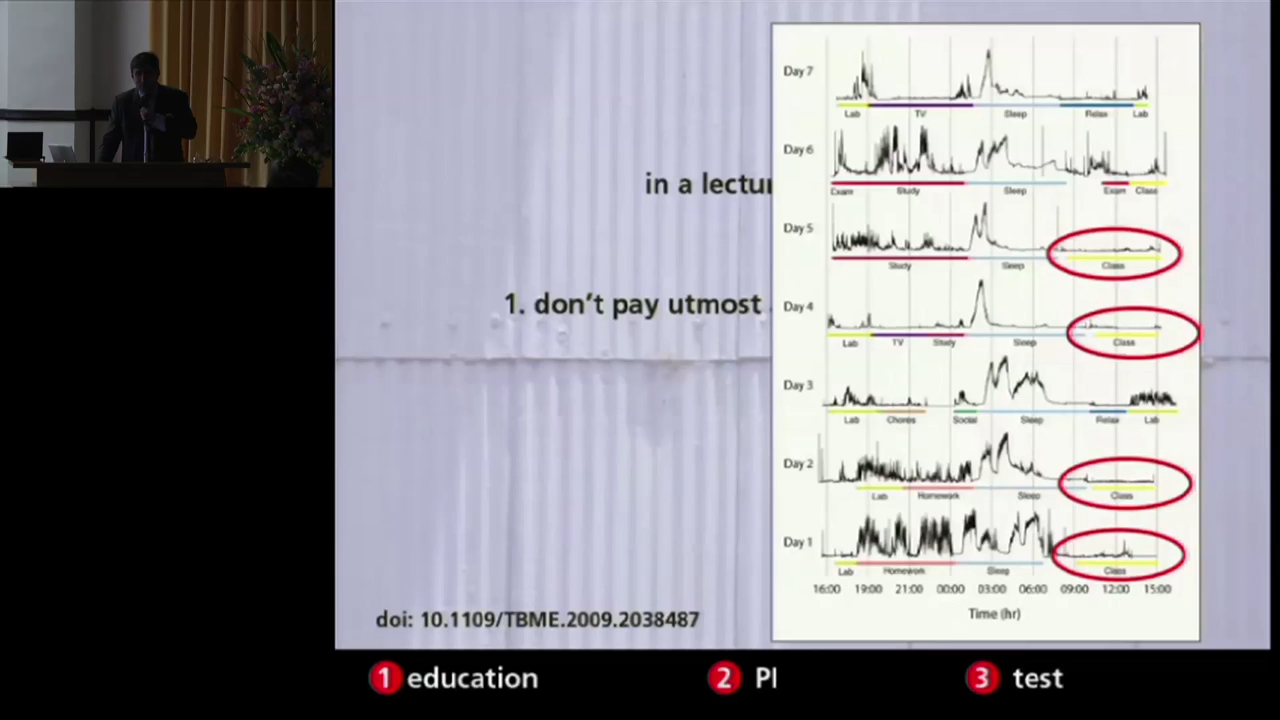 in a lectur
1. don't pay utmost
doi: 10.1109/TBME.2009.2038487
Day 7
Lab TV Sleep Relax Lab
Day 6
Exam Study Sleep Exam Class
Day 5
Study Sleep Class
Day 4
Lab TV Study Sleep Class
Day 3
Lab Chores Social Sleep Relax Lab
Day 2
Lab Homework Sleep Class
Day 1
Lab Homework Sleep Class
16:00 19:00 21:00 00:00 03:00 06:00 09:00 12:00 15:00
Time (hr)
1 education
2 PI
3 test